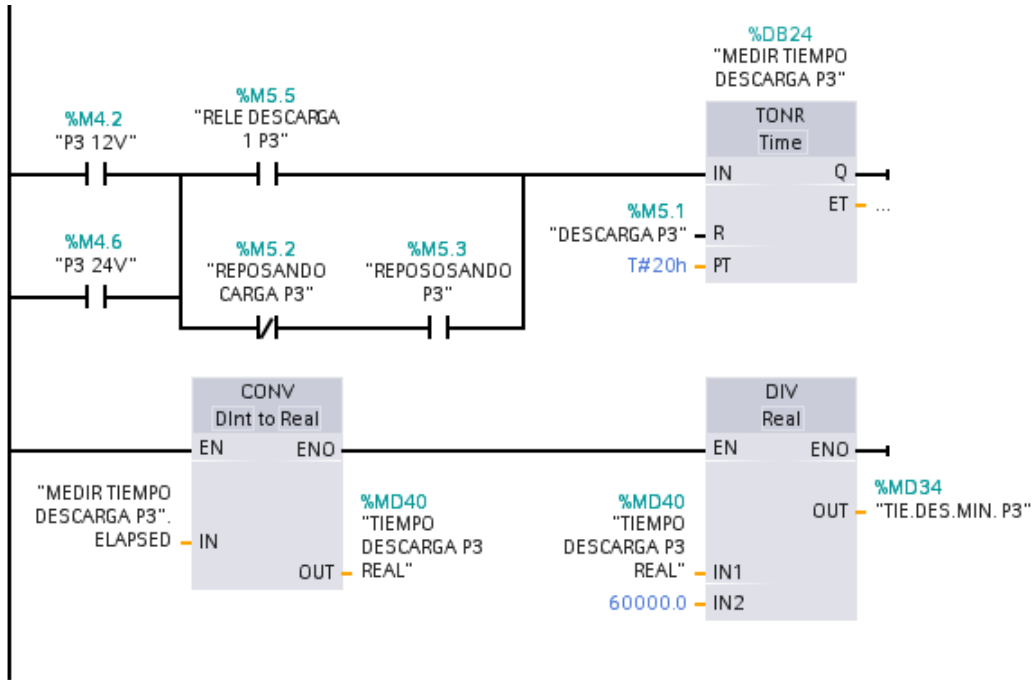 %DB24
"MEDIR TIEMPO
DESCARGA P3"
%M4.2
"P3 12V"
%M5.5
"RELE DESCARGA
1 P3"
TONR
Time
IN
Q
ET
...
%M5.1
"DESCARGA P3"
R
T#20h
PT
%M4.6
"P3 24V"
%M5.2
"REPOSANDO
CARGA P3"
%M5.3
"REPOSOSANDO
P3"
CONV
DInt to Real
EN
ENO
"MEDIR TIEMPO
DESCARGA P3".
ELAPSED
IN
OUT
%MD40
"TIEMPO
DESCARGA P3
REAL"
DIV
Real
EN
ENO
%MD40
"TIEMPO
DESCARGA P3
REAL"
IN1
60000.0
IN2
OUT
%MD34
"TIE.DES.MIN. P3"